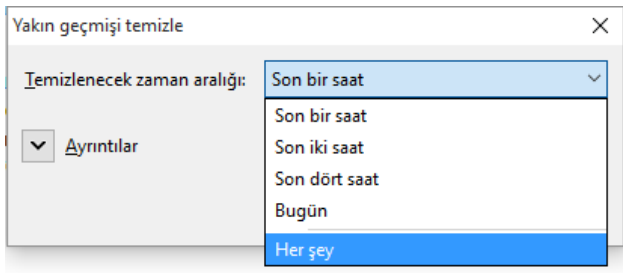 Yakın geçmişi temizle
Temizlenecek zaman aralığı: Son bir saat
Son bir saat
Son iki saat
Ayrıntılar
Son dört saat
Bugün
Her şey